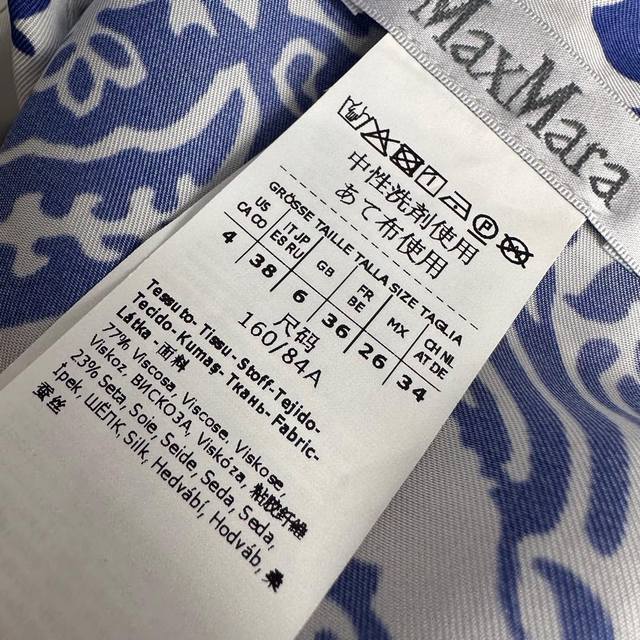 MaxMara
中性洗剤使用
あて布使用
GRÖSSE TAILLE TALLA SIZE TAGLIA
US CA CO
IT JP ES RU
GB
FR BE
MX
CH NL AT DE
4
38
6
36
26
34
尺码
160/84A
Tessuto- Tissu- Stoff-Tejido-
Tecido- Kumaş- Ткань- Fabric-
Látka- 面料
77% Viscosa, Viscose, Viskose,
Viskoz, ВИСКОЗА, Viskoza, 粘胶纤维
23% Seta, Soie, Seide, Seda, Seda,
İpek, ШЁЛК, Silk, Hedvábí, Hodváb, 桑
蚕丝